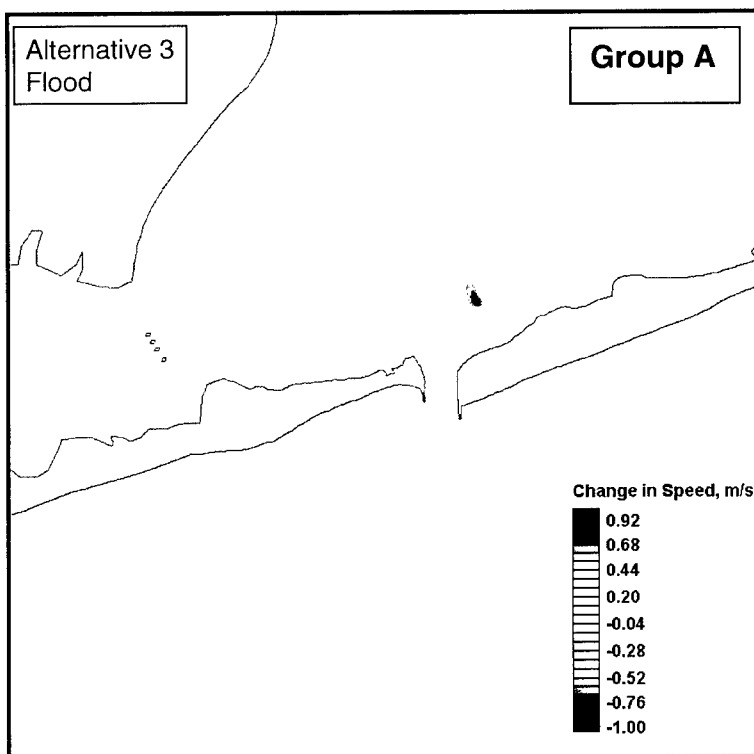 Alternative 3
Flood
Group A
Change in Speed, m/s
0.92
0.68
0.44
0.20
-0.04
-0.28
-0.52
-0.76
-1.00